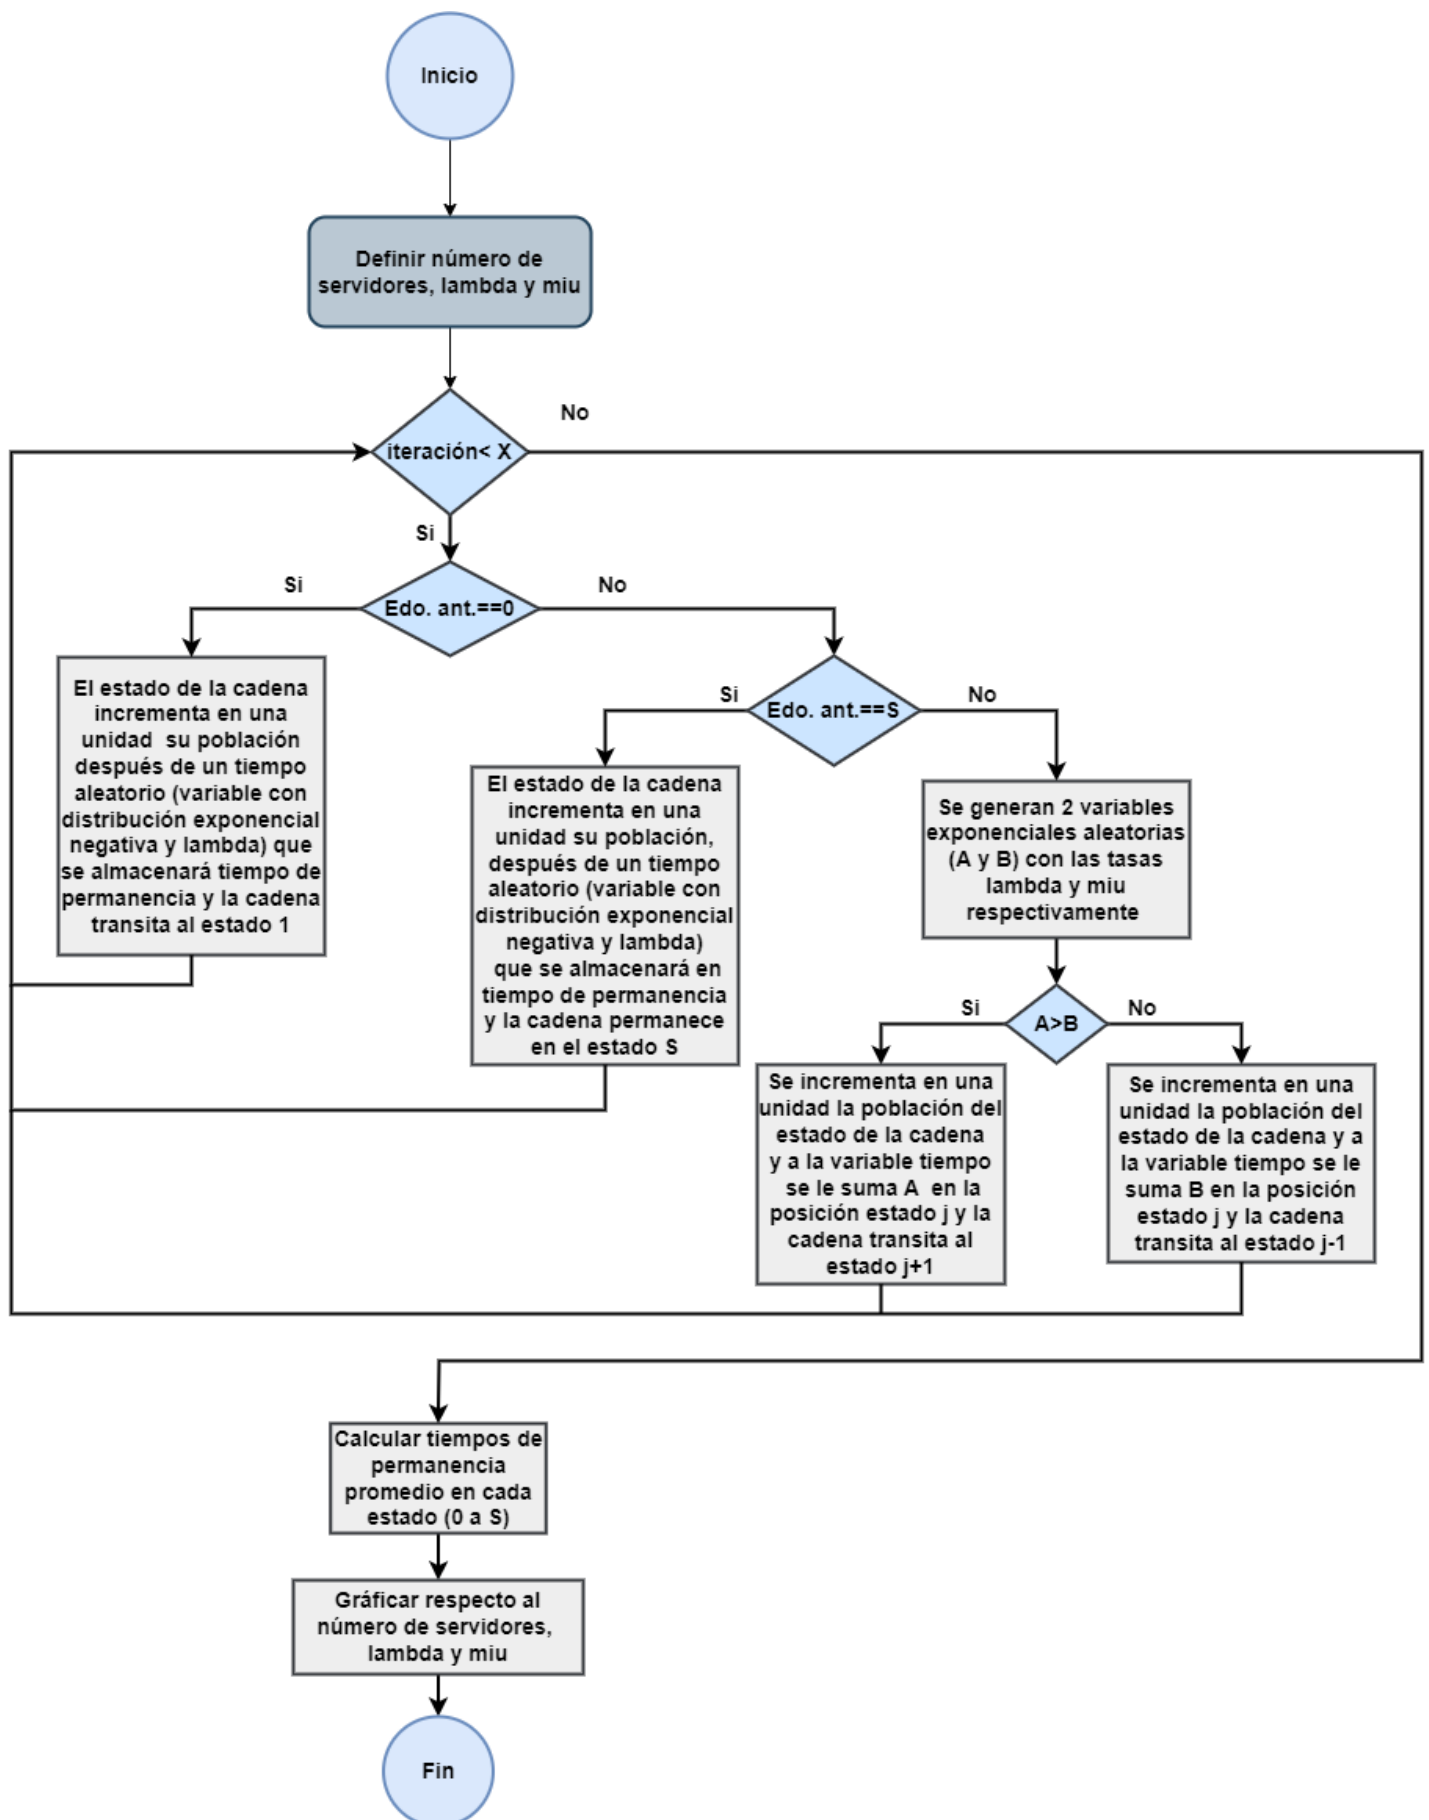 Inicio
Definir número de
servidores, lambda y miu
No
iteración< X
Si
Si
No
Edo. ant.==0
El estado de la cadena
incrementa en una
unidad su población
después de un tiempo
aleatorio (variable con
distribución exponencial
negativa y lambda) que
se almacenará tiempo de
permanencia y la cadena
transita al estado 1
Si
No
Edo. ant.==S
El estado de la cadena
incrementa en una
unidad su población,
después de un tiempo
aleatorio (variable con
distribución exponencial
negativa y lambda)
que se almacenará en
tiempo de permanencia
y la cadena permanece
en el estado S
Se generan 2 variables
exponenciales aleatorias
(A y B) con las tasas
lambda y miu
respectivamente
Si
No
A>B
Se incrementa en una
unidad la población del
estado de la cadena
y a la variable tiempo
se le suma A en la
posición estado j y la
cadena transita al
estado j+1
Se incrementa en una
unidad la población del
estado de la cadena y a
la variable tiempo se le
suma B en la posición
estado j y la cadena
transita al estado j-1
Calcular tiempos de
permanencia
promedio en cada
estado (0 a S)
Gráficar respecto al
número de servidores,
lambda y miu
Fin